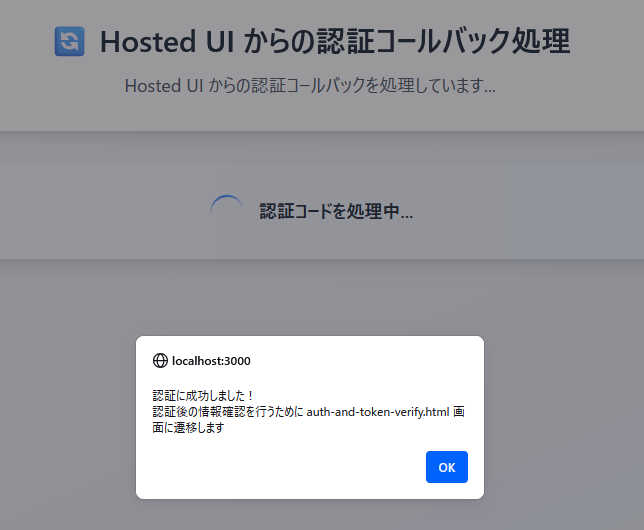 Hosted UI からの認証コールバック処理
Hosted UI からの認証コールバックを処理しています...
認証コードを処理中...
localhost:3000
認証に成功しました！
認証後の情報確認を行うために auth-and-token-verify.html 画
面に遷移します
OK